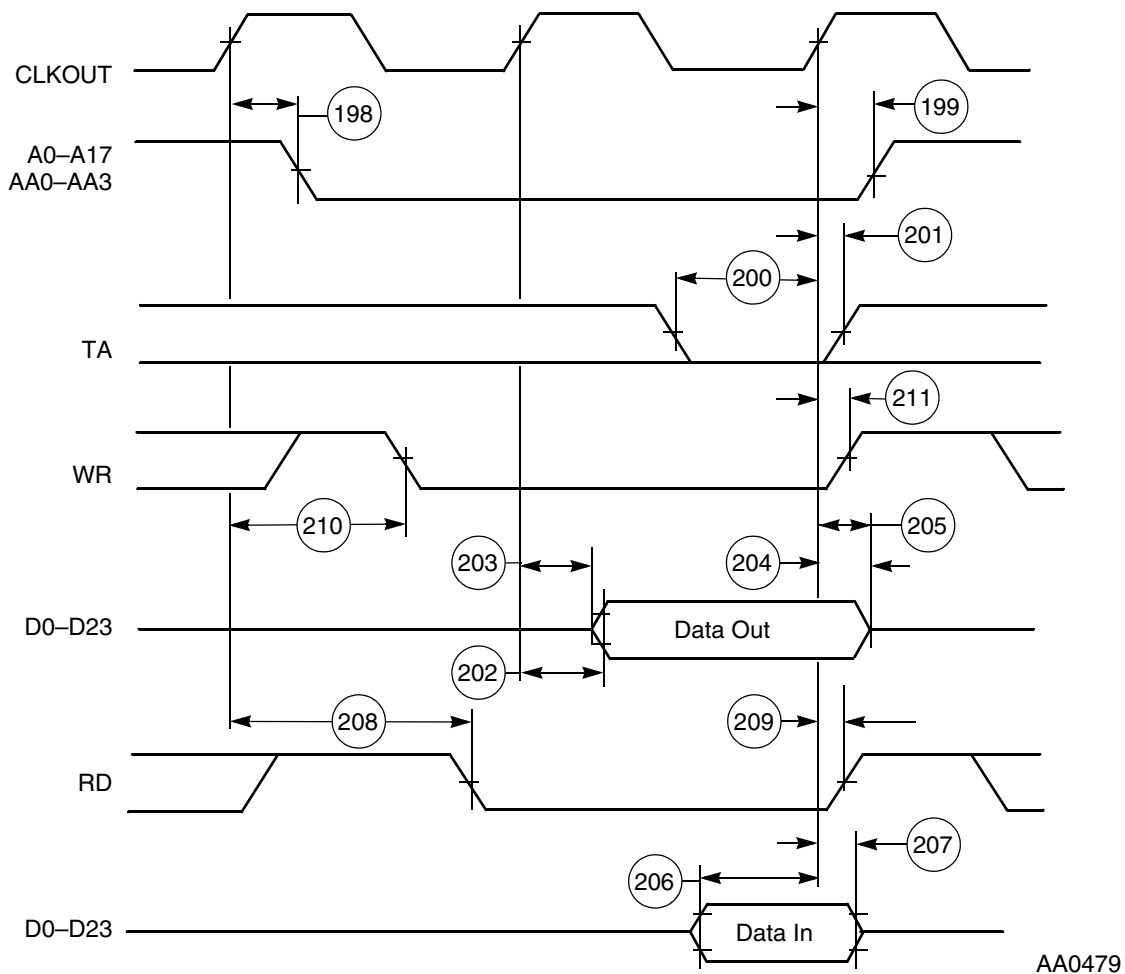 CLKOUT
198
199
A0–A17
AA0–AA3
201
200
TA
211
WR
210
205
203
204
D0–D23
Data Out
202
208
209
RD
207
206
D0–D23
Data In
AA0479